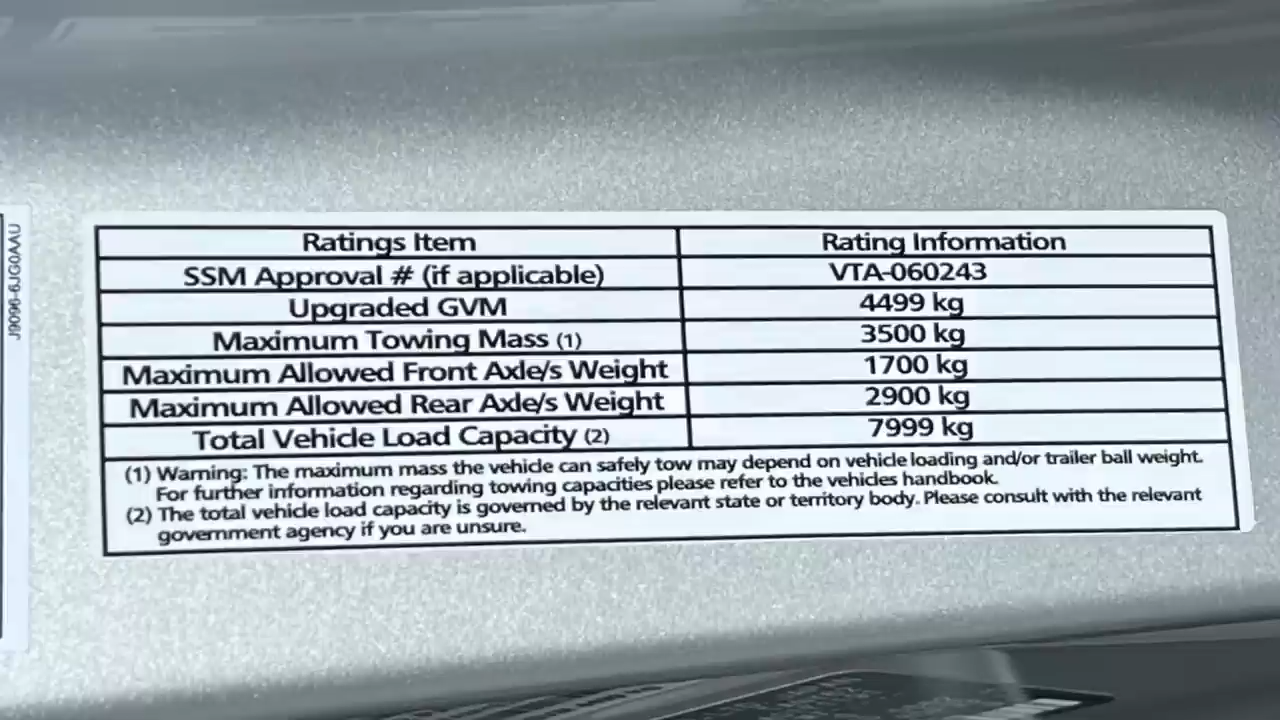 Ratings Item Rating Information
SSM Approval # (if applicable) VTA-060243
Upgraded GVM 4499 kg
Maximum Towing Mass (1) 3500 kg
Maximum Allowed Front Axle/s Weight 1700 kg
Maximum Allowed Rear Axle/s Weight 2900 kg
Total Vehicle Load Capacity (2) 7999 kg
(1) Warning: The maximum mass the vehicle can safely tow may depend on vehicle loading and/or trailer ball weight.
For further information regarding towing capacities please refer to the vehicles handbook.
(2) The total vehicle load capacity is governed by the relevant state or territory body. Please consult with the relevant
government agency if you are unsure.
J9096-6JG0AAU